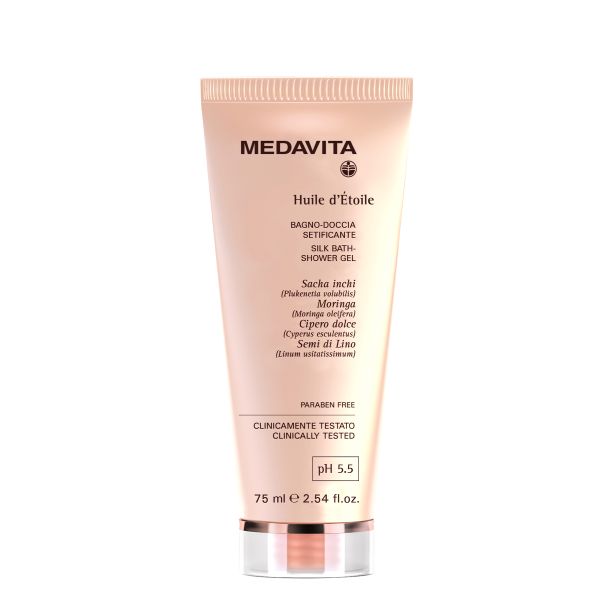 MEDAVITA
Huile d'Étoile
BAGNO-DOCCIA
SETIFICANTE
SILK BATH-
SHOWER GEL
Sacha inchi
(Plukenetia volubilis)
Moringa
(Moringa oleifera)
Cipero dolce
(Cyperus esculentus)
Semi di Lino
(Linum usitatissimum)
PARABEN FREE
CLINICAMENTE TESTATO
CLINICALLY TESTED
pH 5.5
75 ml ℮ 2.54 fl.oz.